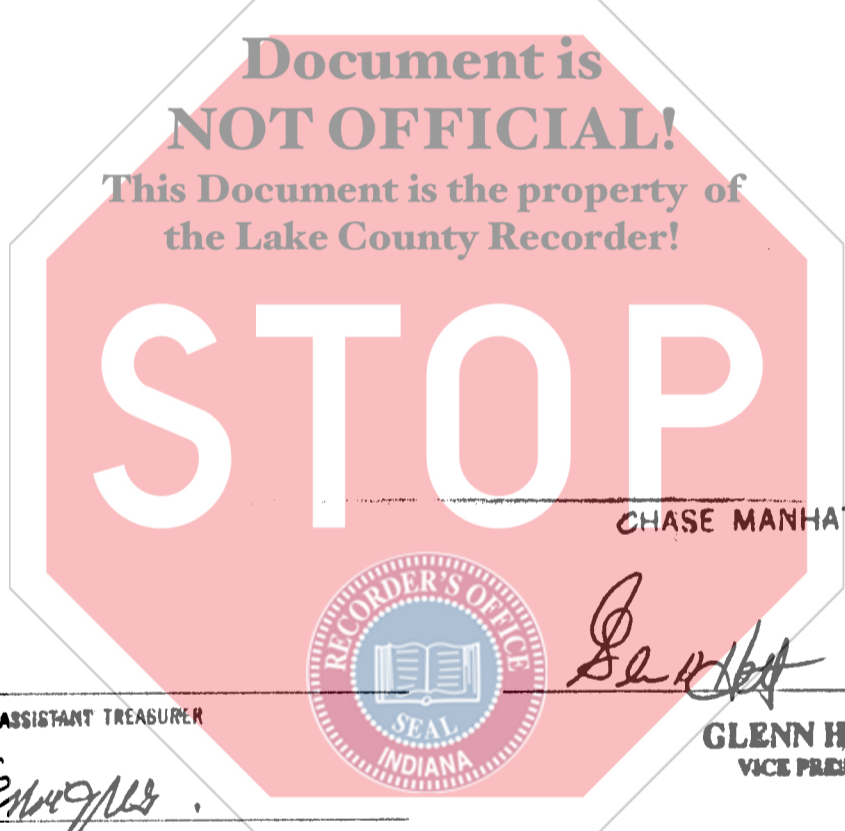 Document is
NOT OFFICIAL!
This Document is the property of
the Lake County Recorder!
STOP
CHASE MANHAT
RECORDER'S OFFICE
SEAL
INDIANA
ASSISTANT TREASURER
GLENN H
VICE PRES